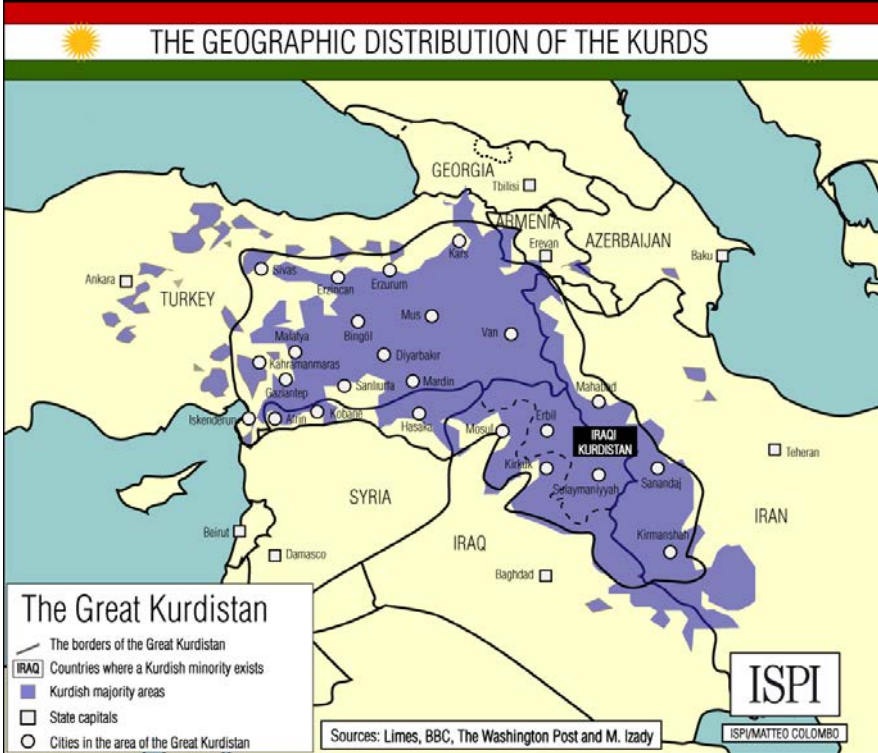 THE GEOGRAPHIC DISTRIBUTION OF THE KURDS
GEORGIA
Tbilisi
ARMENIA
Erevan
AZERBAIJAN
Baku
Kars
Ankara
Sivas
Erzincan
Erzurum
TURKEY
Mus
Bingöl
Van
Malatya
Diyarbakır
Kahramanmaras
Gaziantep
Sanliurfa
Mardin
Mahabad
Iskenderun
Afrin
Kobane
Hasaka
Mosul
Erbil
IRAQI
KURDISTAN
Teheran
Kirkuk
Sulaymaniyyah
Sanandaj
SYRIA
IRAN
Beirut
Damasco
IRAQ
Kirmanshan
Baghdad
The Great Kurdistan
The borders of the Great Kurdistan
IRAQ Countries where a Kurdish minority exists
Kurdish majority areas
State capitals
Cities in the area of the Great Kurdistan
Sources: Limes, BBC, The Washington Post and M. Izady
ISPI
ISPI/MATTEO COLOMBO